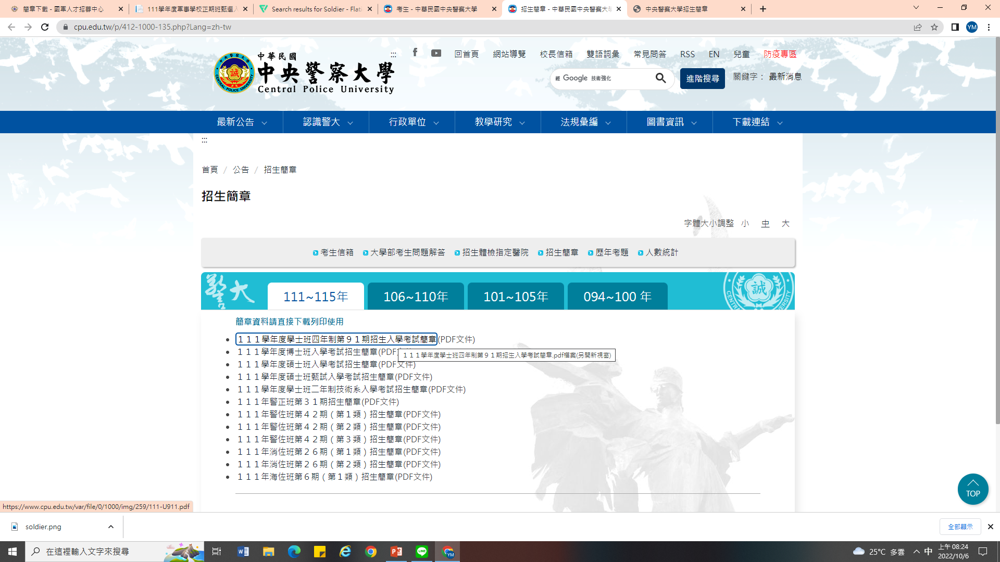 簡章下載 - 國軍人才招募中心
111學年度軍事學校正期班甄選入
Search results for Soldier - Flati
考生 - 中華民國中央警察大學
招生簡章 - 中華民國中央警察大學
中央警察大學招生簡章
cpu.edu.tw/p/412-1000-135.php?Lang=zh-tw
YM
中華民國
中央警察大學
Central Police University
:::
回首頁 網站導覽 校長信箱 雙語詞彙 常見問答 RSS EN 兒童 防疫專區
經 Google 技術強化
進階搜尋
關鍵字： 最新消息
最新公告 認識警大 行政單位 教學研究 法規彙編 圖書資訊 下載連結
:::
首頁 / 公告 / 招生簡章
招生簡章
字體大小調整 小 中 大
考生信箱 大學部考生問題解答 招生體檢指定醫院 招生簡章 歷年考題 人數統計
警大
111~115年 106~110年 101~105年 094~100 年
誠
簡章資料請直接下載列印使用
１１１學年度學士班四年制第９１期招生入學考試簡章(PDF文件)
１１１學年度博士班入學考試招生簡章(PDF
１１１學年度學士班四年制第９１期招生入學考試簡章.pdf檔案(另開新視窗)
１１１學年度碩士班入學考試招生簡章(PDF文件)
１１１學年度碩士班甄試入學考試招生簡章(PDF文件)
１１１學年度學士班二年制技術系入學考試招生簡章(PDF文件)
１１１年警正班第３１期招生簡章(PDF文件)
１１１年警佐班第４２期（第１類）招生簡章(PDF文件)
１１１年警佐班第４２期（第２類）招生簡章(PDF文件)
１１１年警佐班第４２期（第３類）招生簡章(PDF文件)
１１１年消佐班第２６期（第１類）招生簡章(PDF文件)
１１１年消佐班第２６期（第２類）招生簡章(PDF文件)
１１１年海佐班第６期（第１類）招生簡章(PDF文件)
TOP
https://www.cpu.edu.tw/var/file/0/1000/img/259/111-U911.pdf
soldier.png
全部顯示
在這裡輸入文字來搜尋
25°C 多雲
中
上午 08:24
2022/10/6